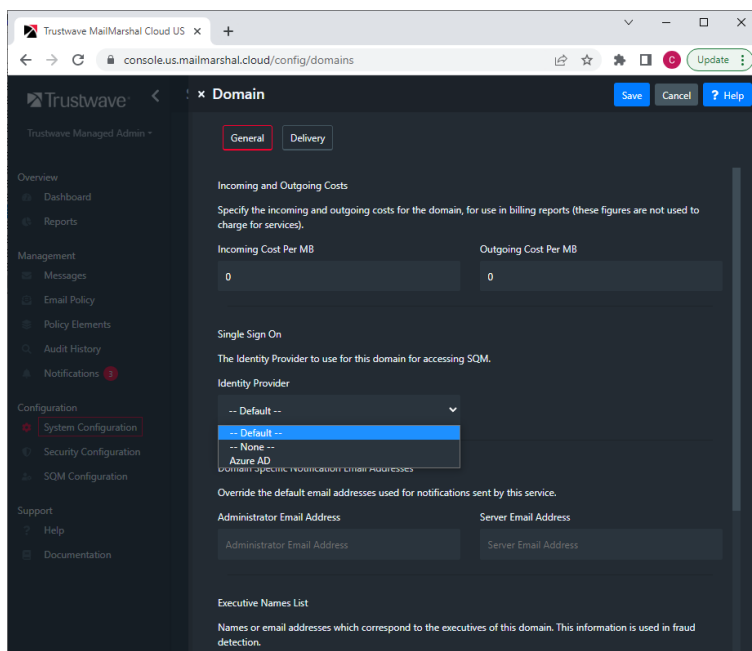 Trustwave MailMarshal Cloud US
console.us.mailmarshal.cloud/config/domains
C
Update
Trustwave
Trustwave Managed Admin
Domain
Save
Cancel
? Help
General
Delivery
Overview
Dashboard
Reports
Management
Messages
Email Policy
Policy Elements
Audit History
Notifications 3
Configuration
System Configuration
Security Configuration
SQM Configuration
Support
? Help
Documentation
Incoming and Outgoing Costs
Specify the incoming and outgoing costs for the domain, for use in billing reports (these figures are not used to
charge for services).
Incoming Cost Per MB
Outgoing Cost Per MB
0
0
Single Sign On
The Identity Provider to use for this domain for accessing SQM.
Identity Provider
-- Default --
-- Default --
-- None --
Azure AD
Domain Specific Notification Email Addresses
Override the default email addresses used for notifications sent by this service.
Administrator Email Address
Server Email Address
Administrator Email Address
Server Email Address
Executive Names List
Names or email addresses which correspond to the executives of this domain. This information is used in fraud
detection.